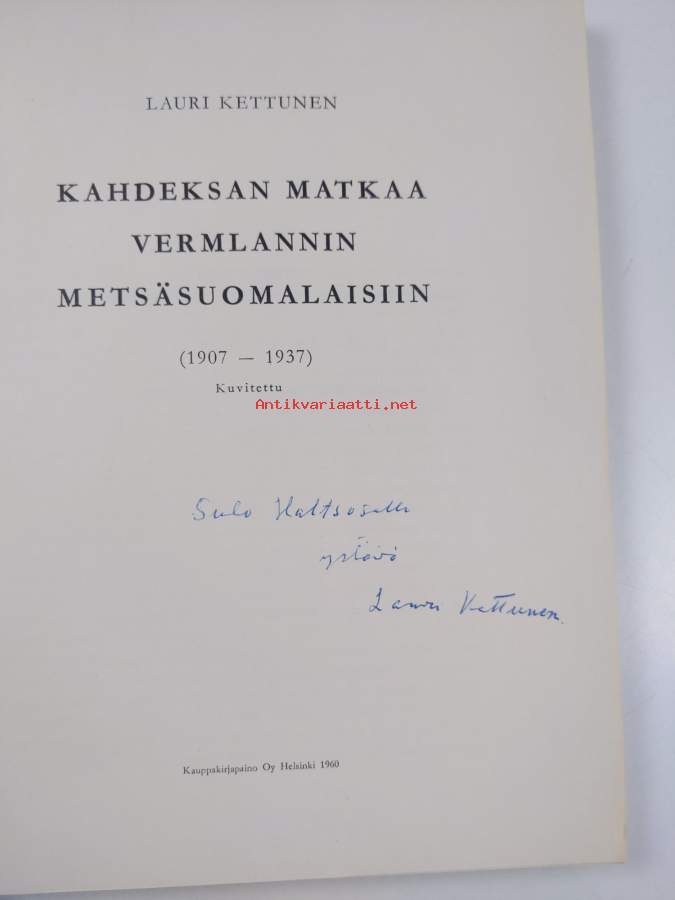 LAURI KETTUNEN
KAHDEKSAN MATKAA
VERMLANNIN
METSÄSUOMALAISIIN
(1907 — 1937)
Kuvitettu
Antikvariaatti.net
Sulo Haltsoselle
ystävä
Lauri Kettunen.
Kauppakirjapaino Oy Helsinki 1960